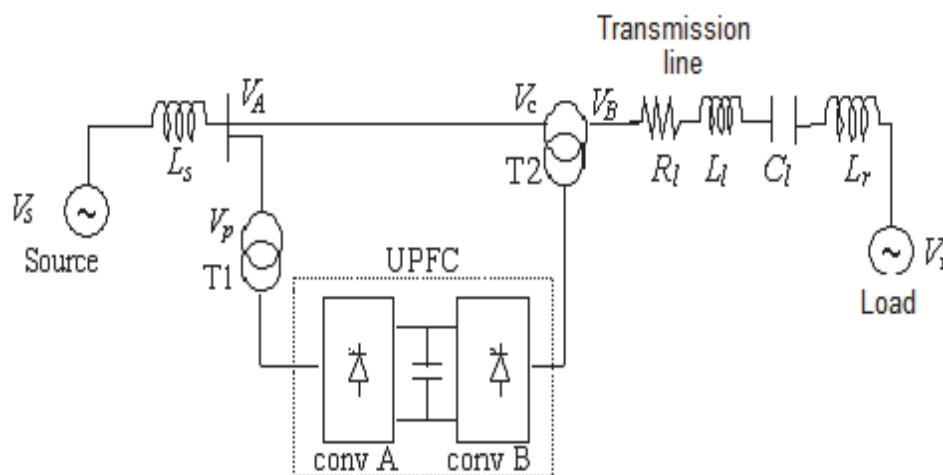 Transmission
line
V_A
V_c
V_B
L_s
T2
R_l
L_l
C_l
L_r
V_s
Source
V_p
T1
UPFC
Load
conv A
conv B